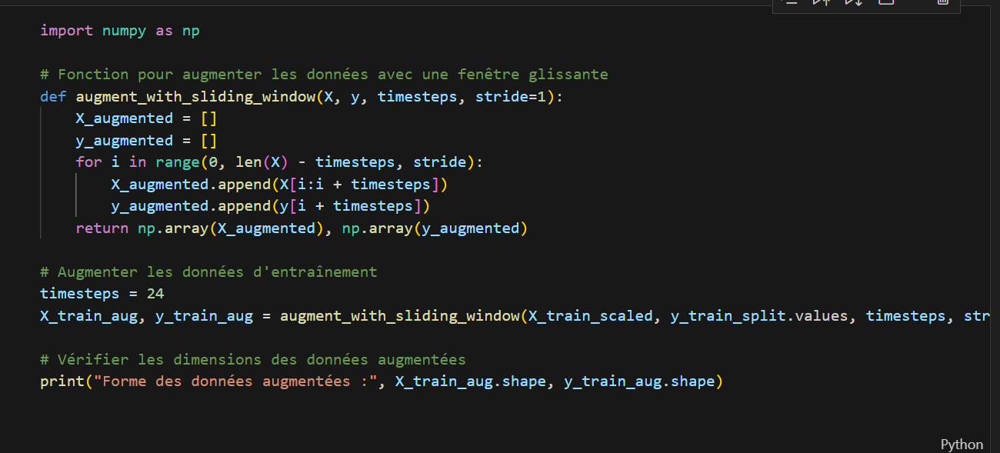 import numpy as np
# Fonction pour augmenter les données avec une fenêtre glissante
def augment_with_sliding_window(X, y, timesteps, stride=1):
    X_augmented = []
    y_augmented = []
    for i in range(0, len(X) - timesteps, stride):
        X_augmented.append(X[i:i + timesteps])
        y_augmented.append(y[i + timesteps])
    return np.array(X_augmented), np.array(y_augmented)
# Augmenter les données d'entraînement
timesteps = 24
X_train_aug, y_train_aug = augment_with_sliding_window(X_train_scaled, y_train_split.values, timesteps, str
# Vérifier les dimensions des données augmentées
print("Forme des données augmentées :", X_train_aug.shape, y_train_aug.shape)
Python